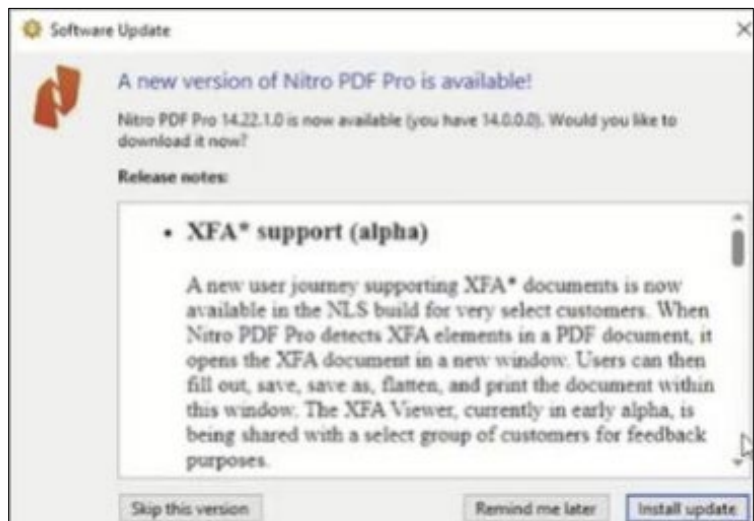 Software Update
A new version of Nitro PDF Pro is available!
Nitro PDF Pro 14.22.1.0 is now available (you have 14.0.0.0). Would you like to
download it now?
Release notes:
• XFA* support (alpha)
A new user journey supporting XFA* documents is now
available in the NLS build for very select customers. When
Nitro PDF Pro detects XFA elements in a PDF document, it
opens the XFA document in a new window. Users can then
fill out, save, save as, flatten, and print the document within
this window. The XFA Viewer, currently in early alpha, is
being shared with a select group of customers for feedback
purposes.
Skip this version
Remind me later
Install update